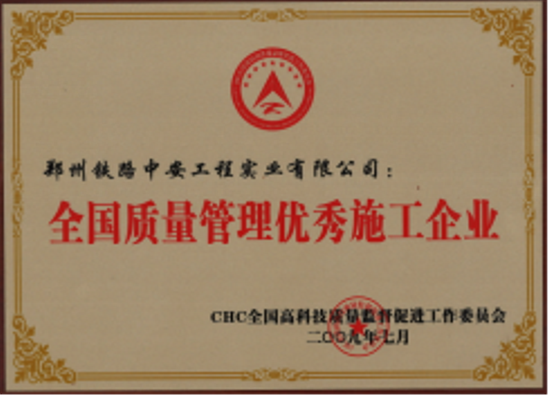 郑州铁路中安工程实业有限公司:
全国质量管理优秀施工企业
CHC全国高科技质量监督促进工作委员会
二〇〇九年七月